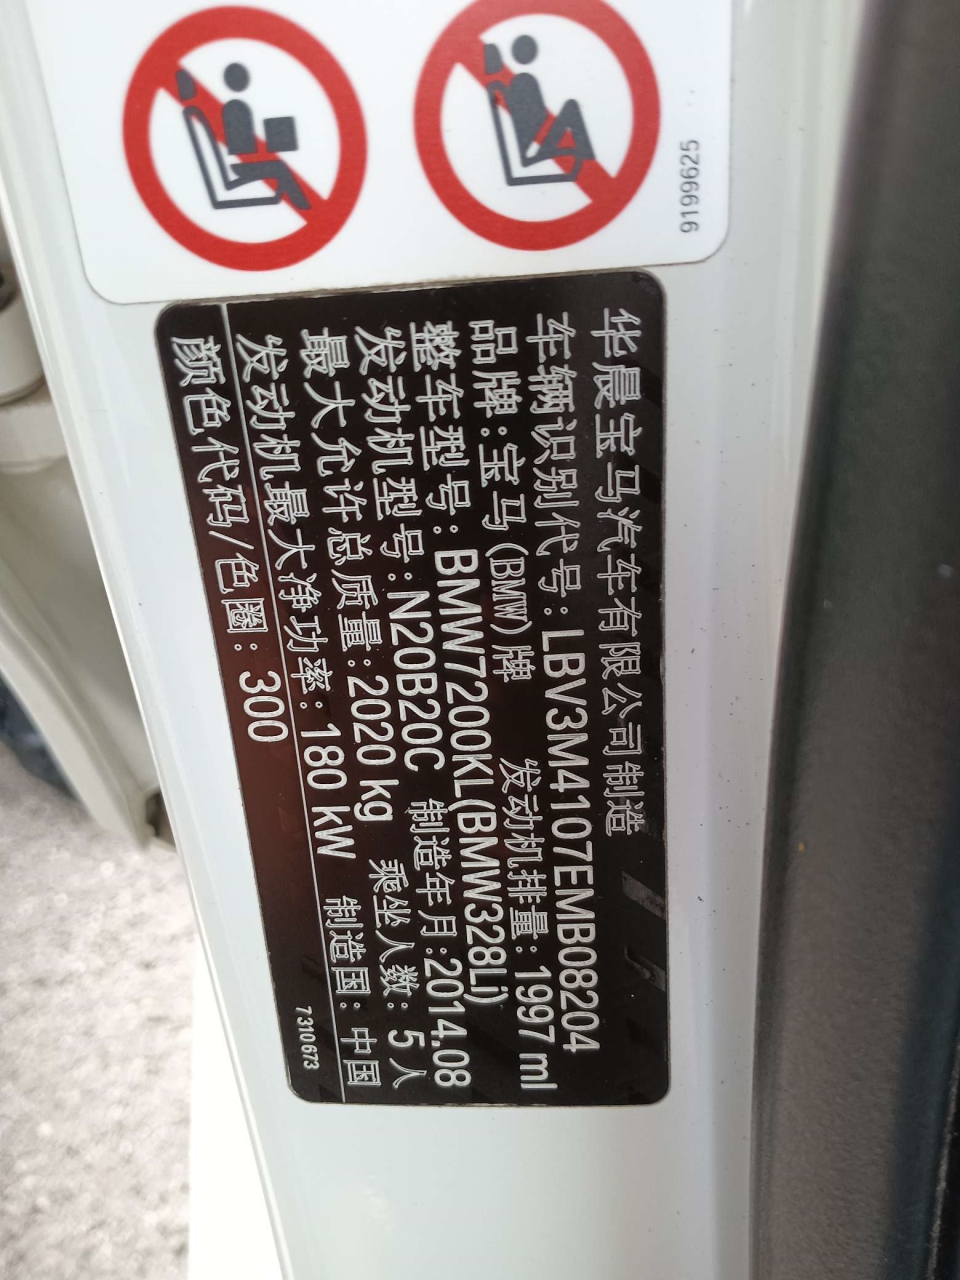 9199625
华晨宝马汽车有限公司制造
车辆识别代号:LBV3M4107EMB08204
品牌:宝马(BMW)牌 发动机排量:1997 ml
整车型号:BMW7200KL(BMW328Li)
发动机型号:N20B20C 制造年月:2014.08
最大允许总质量:2020 kg 乘坐人数:5人
发动机最大净功率:180 kW 制造国:中国
颜色代码/色圈:300
7310673